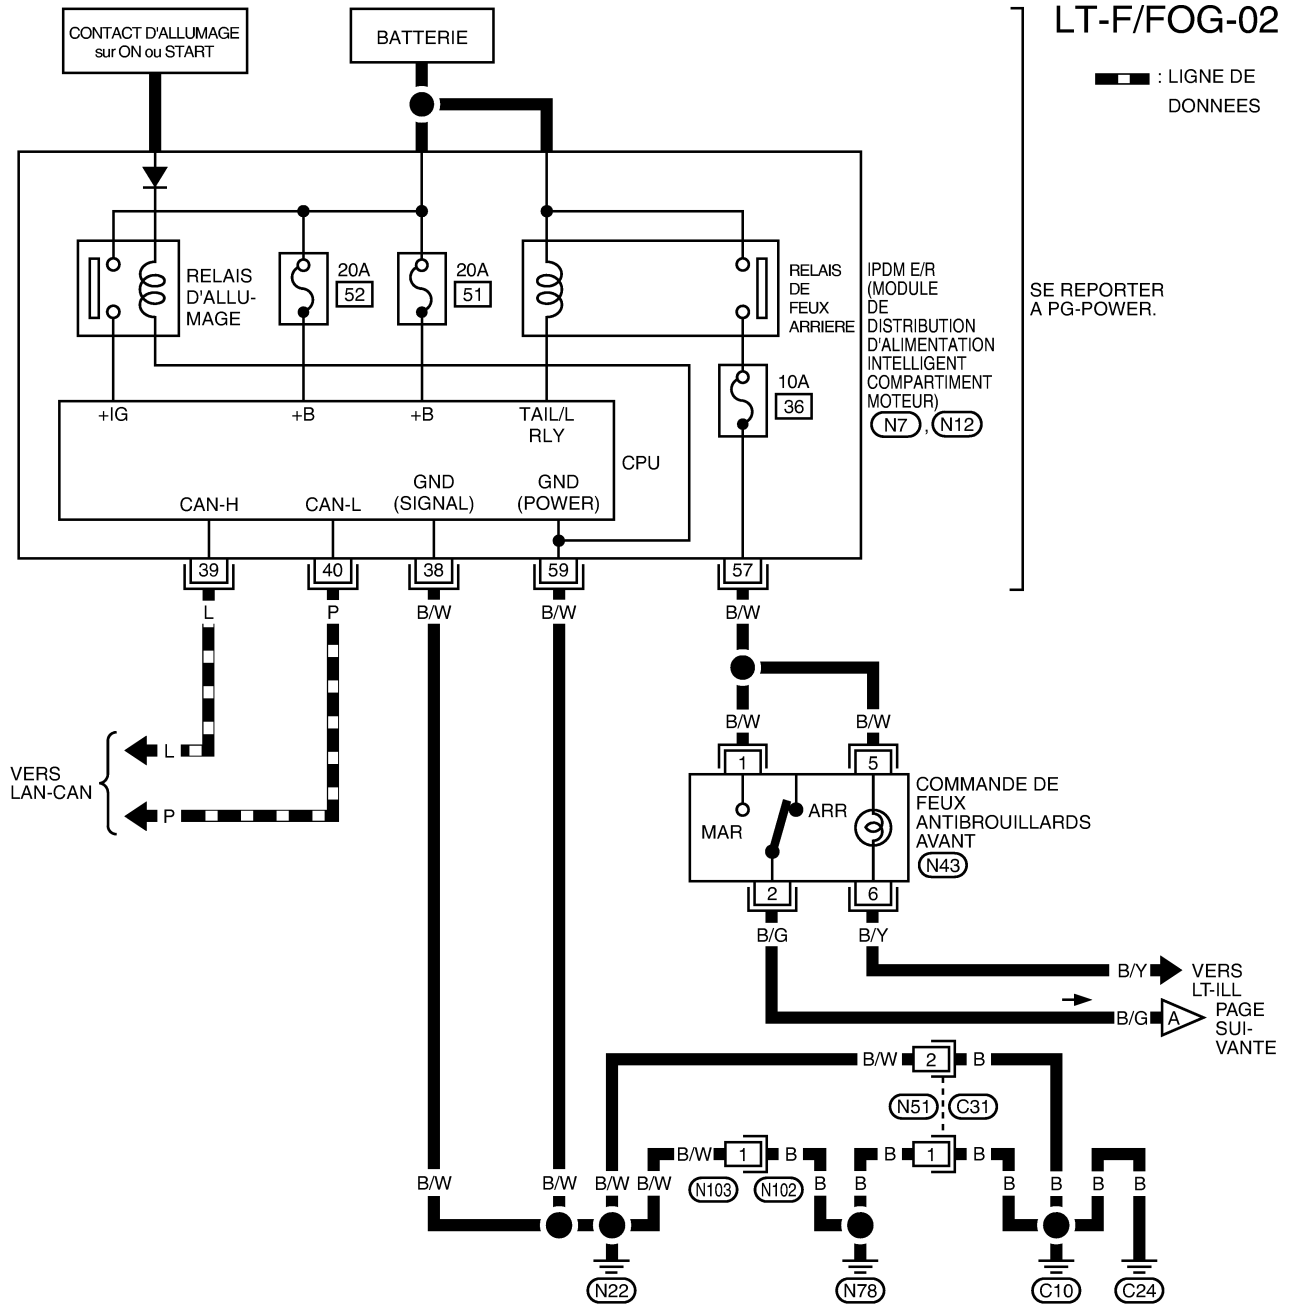 LT-F/FOG-02
CONTACT D'ALLUMAGE
sur ON ou START
BATTERIE
: LIGNE DE
DONNEES
RELAIS
D'ALLU-
MAGE
20A
52
20A
51
RELAIS
DE
FEUX
ARRIERE
IPDM E/R
(MODULE
DE
DISTRIBUTION
D'ALIMENTATION
INTELLIGENT
COMPARTIMENT
MOTEUR)
N7 , N12
SE REPORTER
A PG-POWER.
10A
36
+IG
+B
+B
TAIL/L
RLY
CPU
CAN-H
CAN-L
GND
(SIGNAL)
GND
(POWER)
39
40
38
59
57
L
P
B/W
B/W
B/W
B/W
B/W
L
P
VERS
LAN-CAN
1
5
MAR
ARR
COMMANDE DE
FEUX
ANTIBROUILLARDS
AVANT
N43
2
6
B/G
B/Y
B/Y
VERS
LT-ILL
B/G
A
PAGE
SUI-
VANTE
B/W
2
B
N51
C31
B/W
1
B
B
1
B
N103
N102
B/W
B/W
B/W
B/W
B
B
B
B
B
B
N22
N78
C10
C24